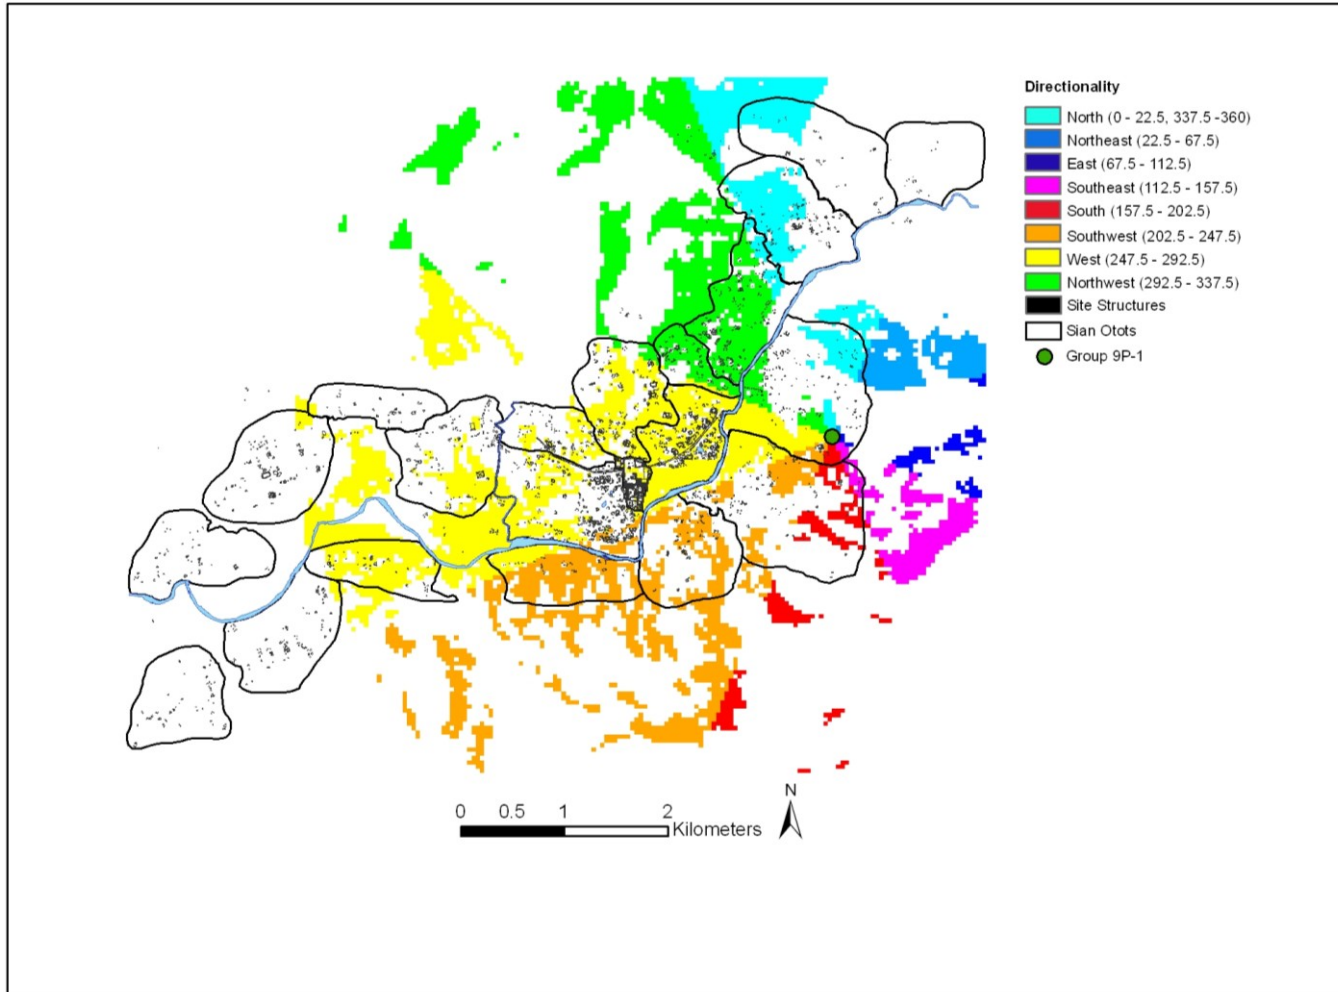 Directionality
North (0 - 22.5, 337.5 -360)
Northeast (22.5 - 67.5)
East (67.5 - 112.5)
Southeast (112.5 - 157.5)
South (157.5 - 202.5)
Southwest (202.5 - 247.5)
West (247.5 - 292.5)
Northwest (292.5 - 337.5)
Site Structures
Sian Otots
Group 9P-1
N
0 0.5 1 2
Kilometers